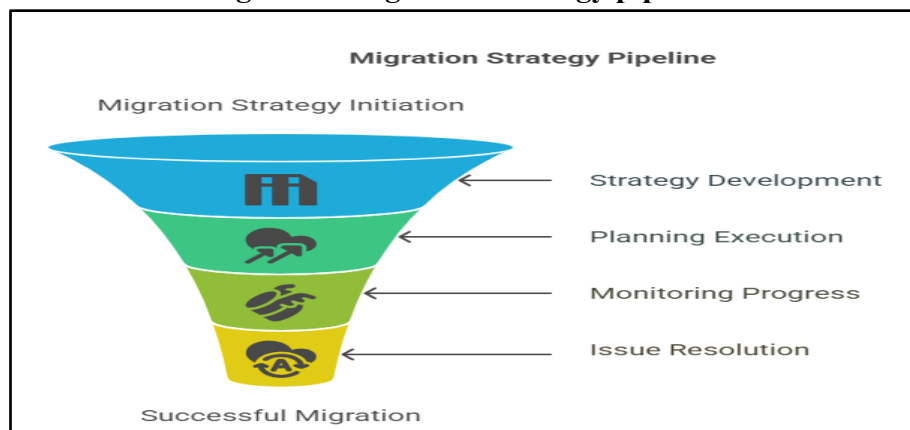 Migration Strategy Pipeline
Migration Strategy Initiation
Strategy Development
Planning Execution
Monitoring Progress
Issue Resolution
A
Successful Migration